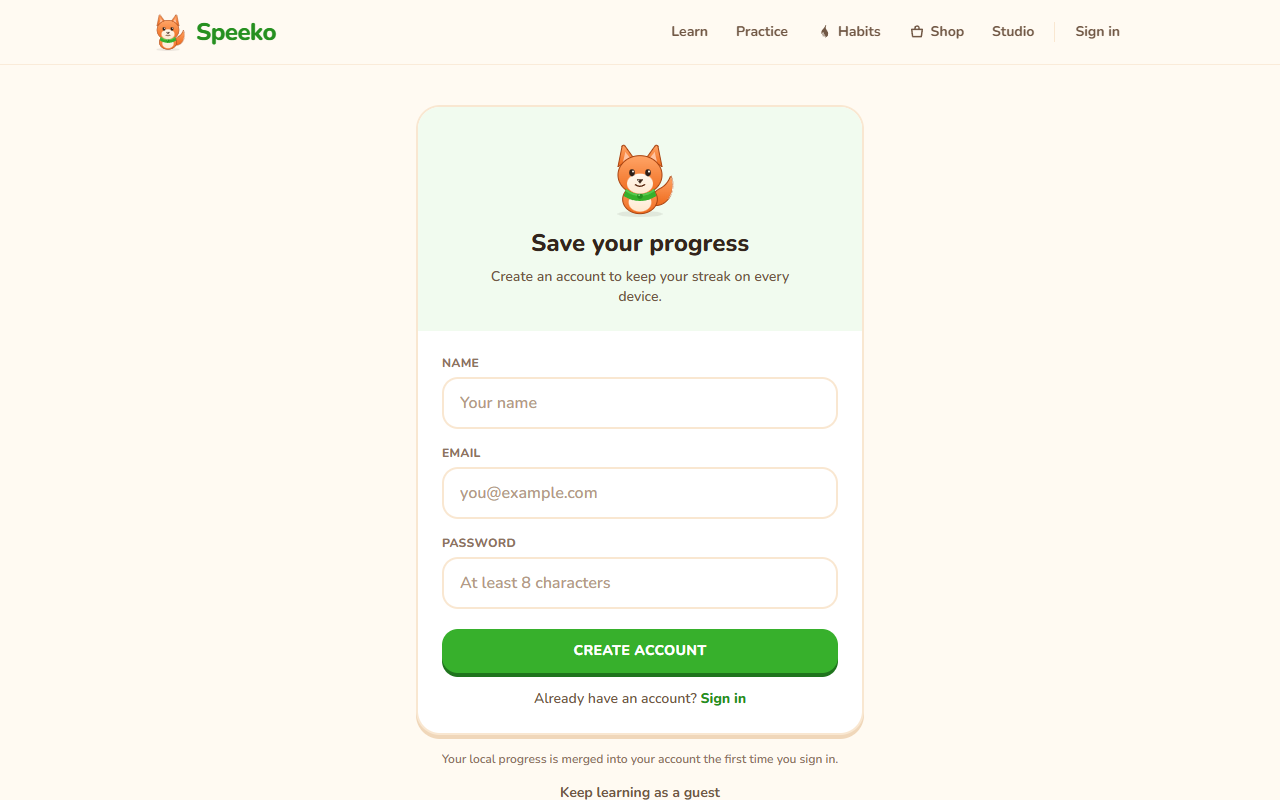 Speeko
Learn
Practice
Habits
Shop
Studio
Sign in
Save your progress
Create an account to keep your streak on every
device.
NAME
Your name
EMAIL
you@example.com
PASSWORD
At least 8 characters
CREATE ACCOUNT
Already have an account? Sign in
Your local progress is merged into your account the first time you sign in.
Keep learning as a guest